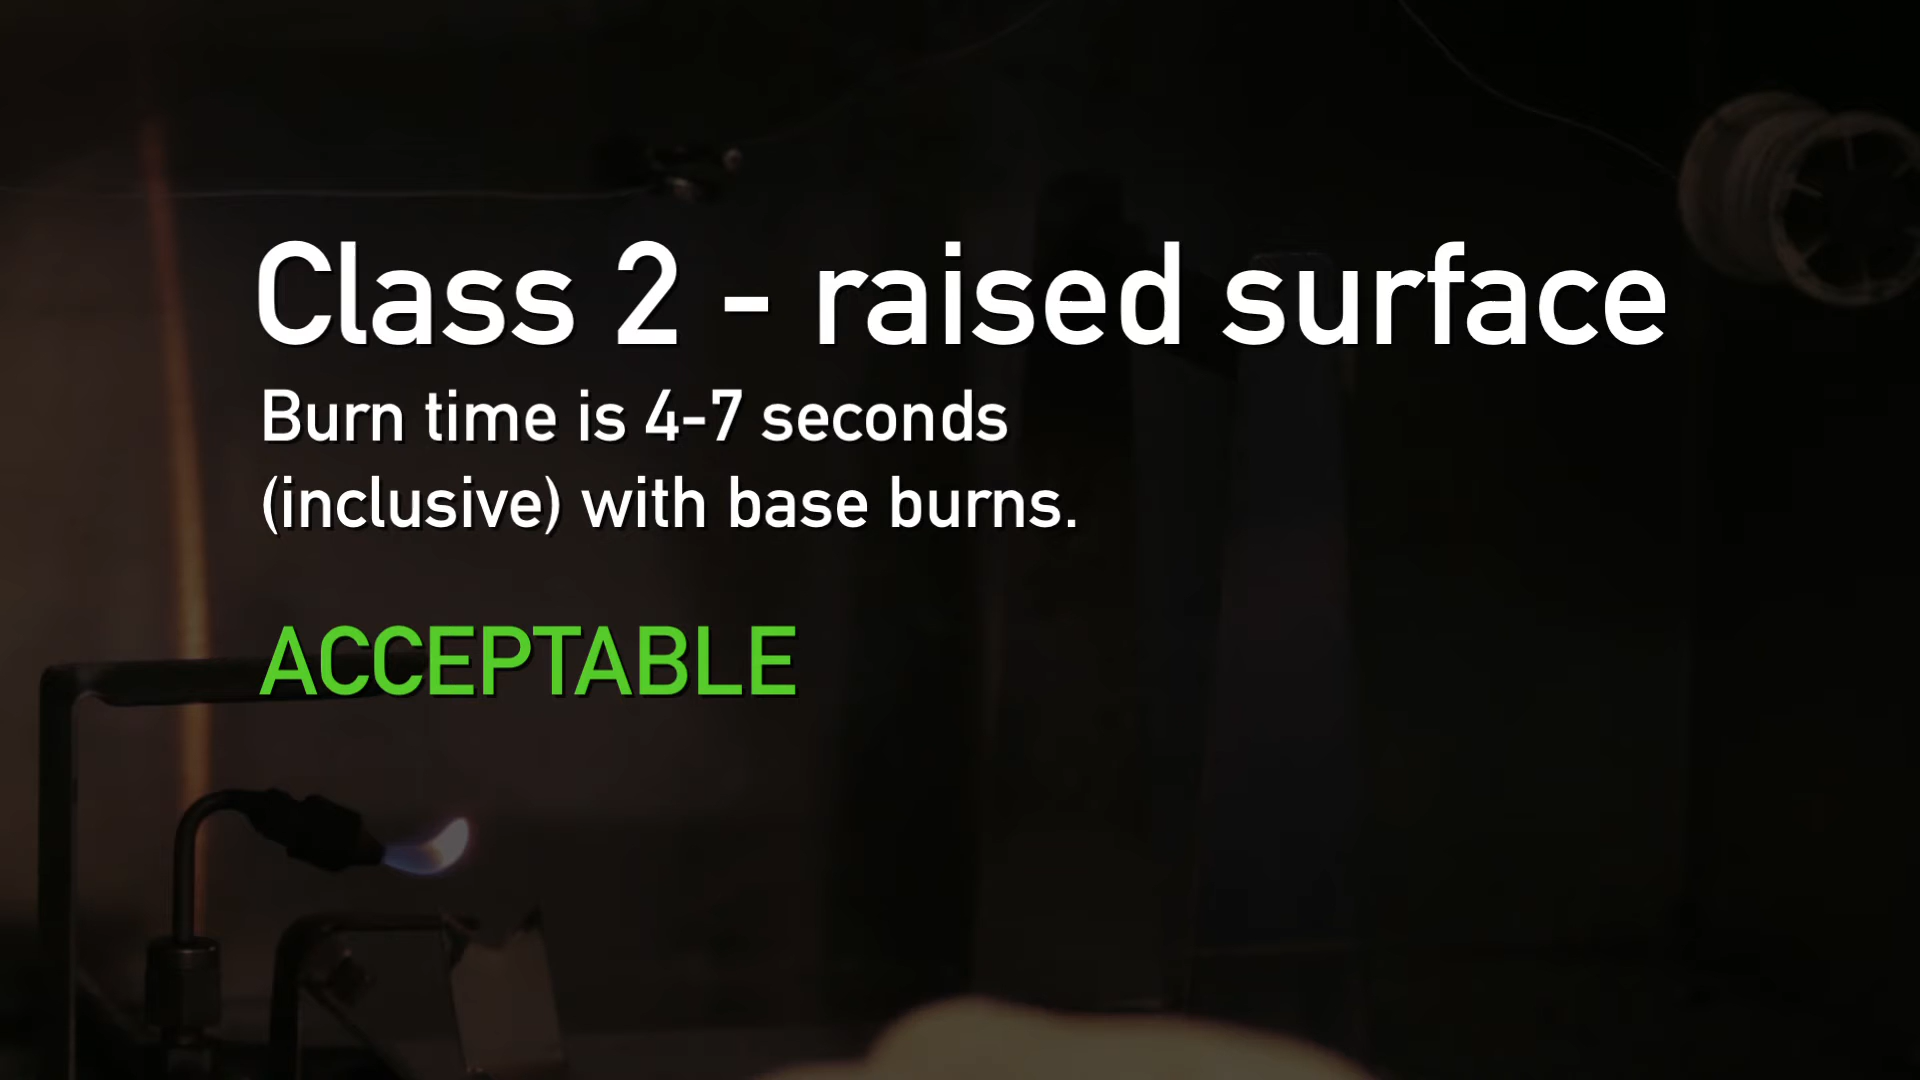 Class 2 - raised surface
Burn time is 4-7 seconds
(inclusive) with base burns.
ACCEPTABLE